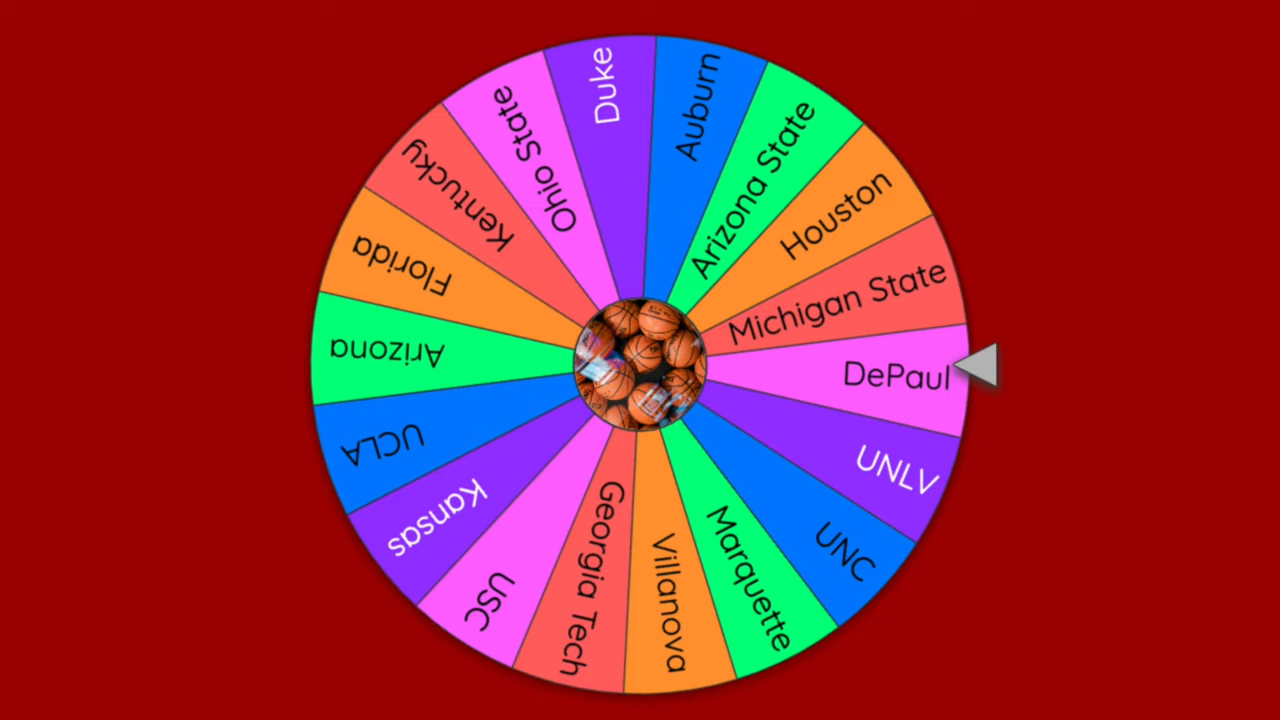 Duke
Auburn
Arizona State
Houston
Michigan State
DePaul
UNLV
UNC
Marquette
Villanova
Georgia Tech
USC
Kansas
UCLA
Arizona
Florida
Kentucky
Ohio State